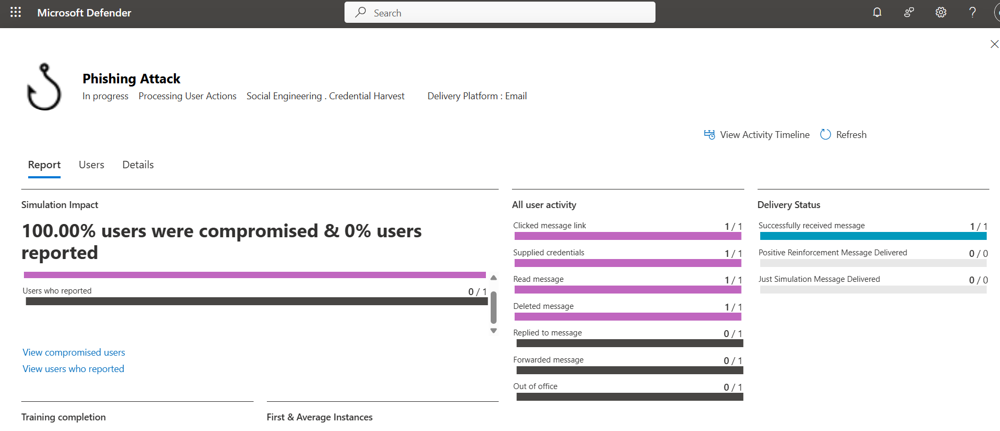 Microsoft Defender
Search
Phishing Attack
In progress Processing User Actions Social Engineering . Credential Harvest Delivery Platform : Email
View Activity Timeline Refresh
Report Users Details
Simulation Impact
100.00% users were compromised & 0% users
reported
Users who reported 0 / 1
View compromised users
View users who reported
All user activity
Clicked message link 1 / 1
Supplied credentials 1 / 1
Read message 1 / 1
Deleted message 1 / 1
Replied to message 0 / 1
Forwarded message 0 / 1
Out of office 0 / 1
Delivery Status
Successfully received message 1 / 1
Positive Reinforcement Message Delivered 0 / 0
Just Simulation Message Delivered 0 / 0
Training completion
First & Average Instances